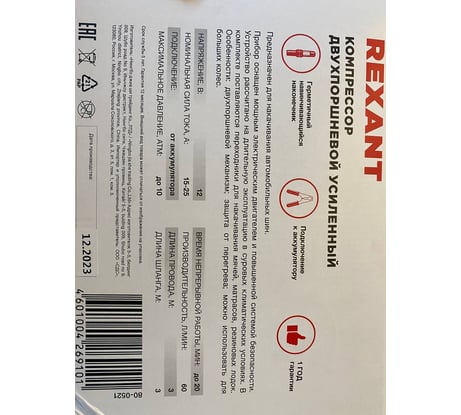 REXANT
КОМПРЕССОР
ДВУХПОРШНЕВОЙ УСИЛЕННЫЙ
Герметичный
навинчивающийся
наконечник
Подключение
к аккумулятору
1 ГОД
гарантии
Предназначен для накачивания автомобильных шин.
Прибор оснащен мощным электрическим двигателем и повышенной системой безопасности.
Устройство рассчитано на длительную эксплуатацию в суровых климатических условиях. В
комплекте поставляются переходники для накачивания мячей, матрасов, резиновых лодок.
Особенности: двухпоршневой механизм; защита от перегрева; можно использовать для
больших колес.
НАПРЯЖЕНИЕ, В: 12
НОМИНАЛЬНАЯ СИЛА ТОКА, А: 15-25
ПОДКЛЮЧЕНИЕ: от аккумулятора
МАКСИМАЛЬНОЕ ДАВЛЕНИЕ, АТМ: до 10
ВРЕМЯ НЕПРЕРЫВНОЙ РАБОТЫ, МИН: до 20
ПРОИЗВОДИТЕЛЬНОСТЬ, Л/МИН: 60
ДЛИНА ПРОВОДА, М: 3
ДЛИНА ШЛАНГА, М: 3
EAC
Дата производства:
12.2023
4601004269101
80-0521